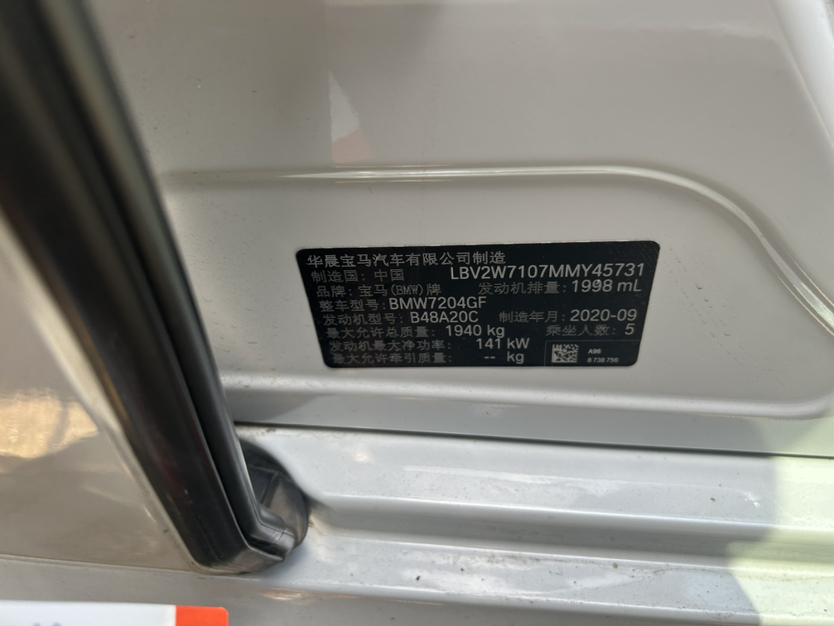 华晨宝马汽车有限公司制造
制造国: 中国 LBV2W7107MMY45731
品牌: 宝马(BMW)牌 发动机排量: 1998 mL
整车型号: BMW7204GF
发动机型号: B48A20C 制造年月: 2020-09
最大允许总质量: 1940 kg 乘坐人数: 5
发动机最大净功率: 141 kW
最大允许牵引质量: -- kg
A96
8 738 756